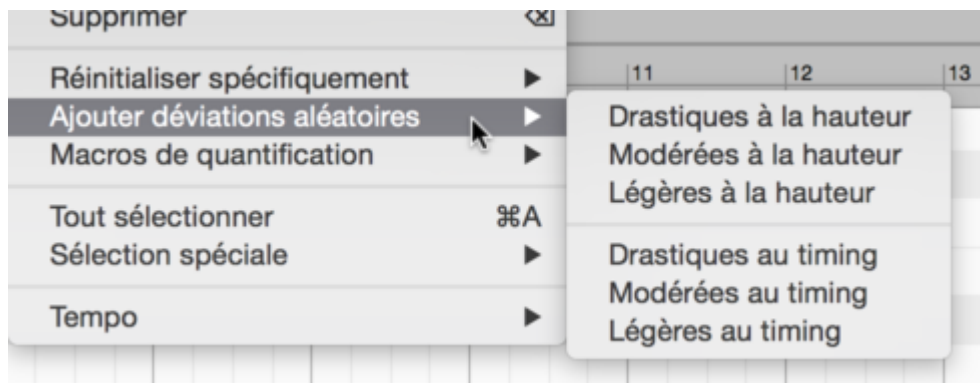 Supprimer ⌫
11 12 13
Réinitialiser spécifiquement ▶
Ajouter déviations aléatoires ▶
Macros de quantification ▶
Tout sélectionner ⌘A
Sélection spéciale ▶
Tempo ▶
Drastiques à la hauteur
Modérées à la hauteur
Légères à la hauteur
Drastiques au timing
Modérées au timing
Légères au timing